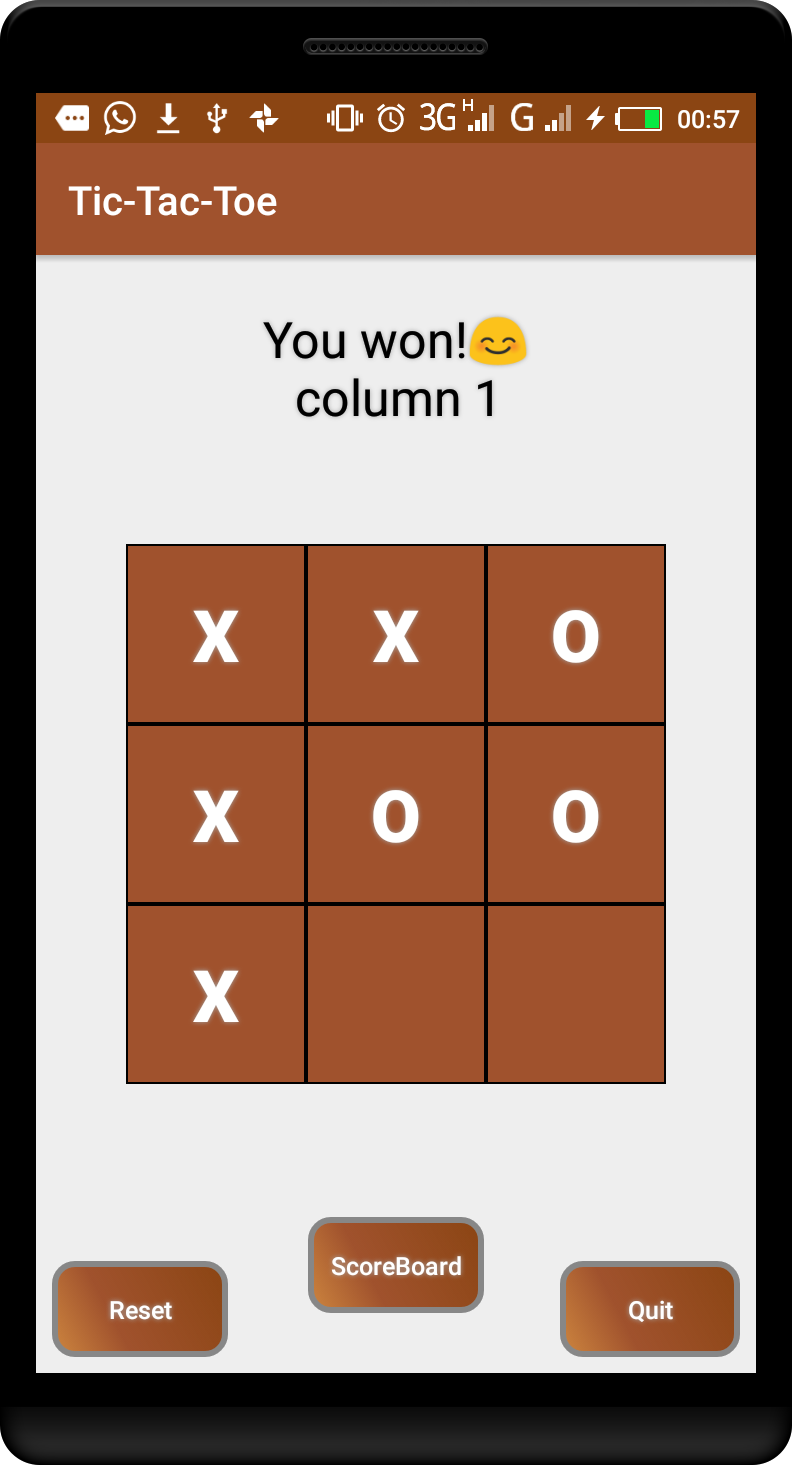 3G H G 00:57
Tic-Tac-Toe
You won!😊
column 1
X X O
X O O
X
ScoreBoard
Reset Quit